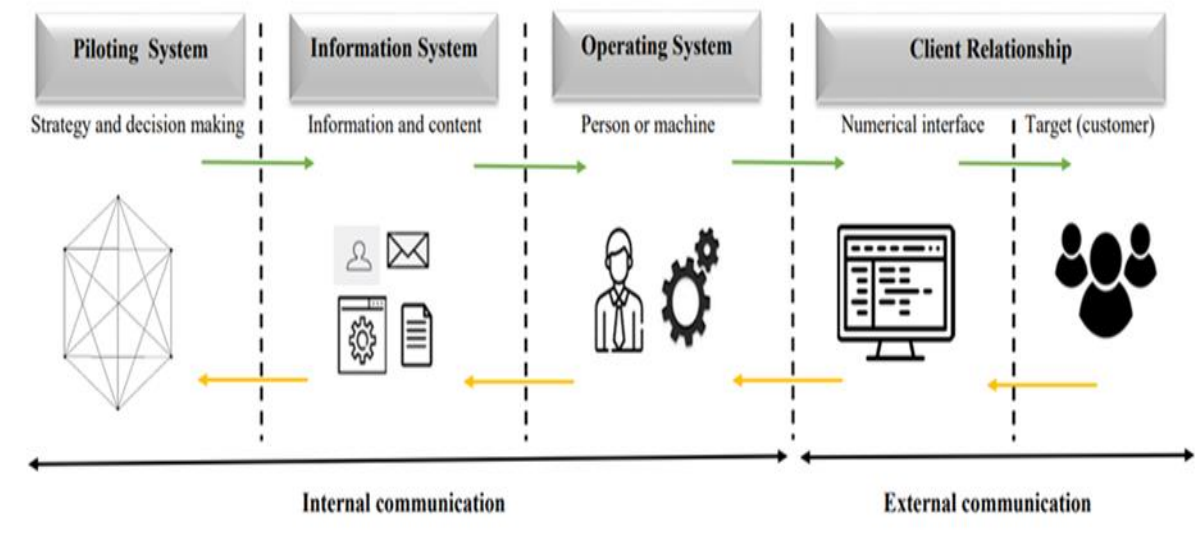 Piloting System
Information System
Operating System
Client Relationship
Strategy and decision making
Information and content
Person or machine
Numerical interface
Target (customer)
Internal communication
External communication